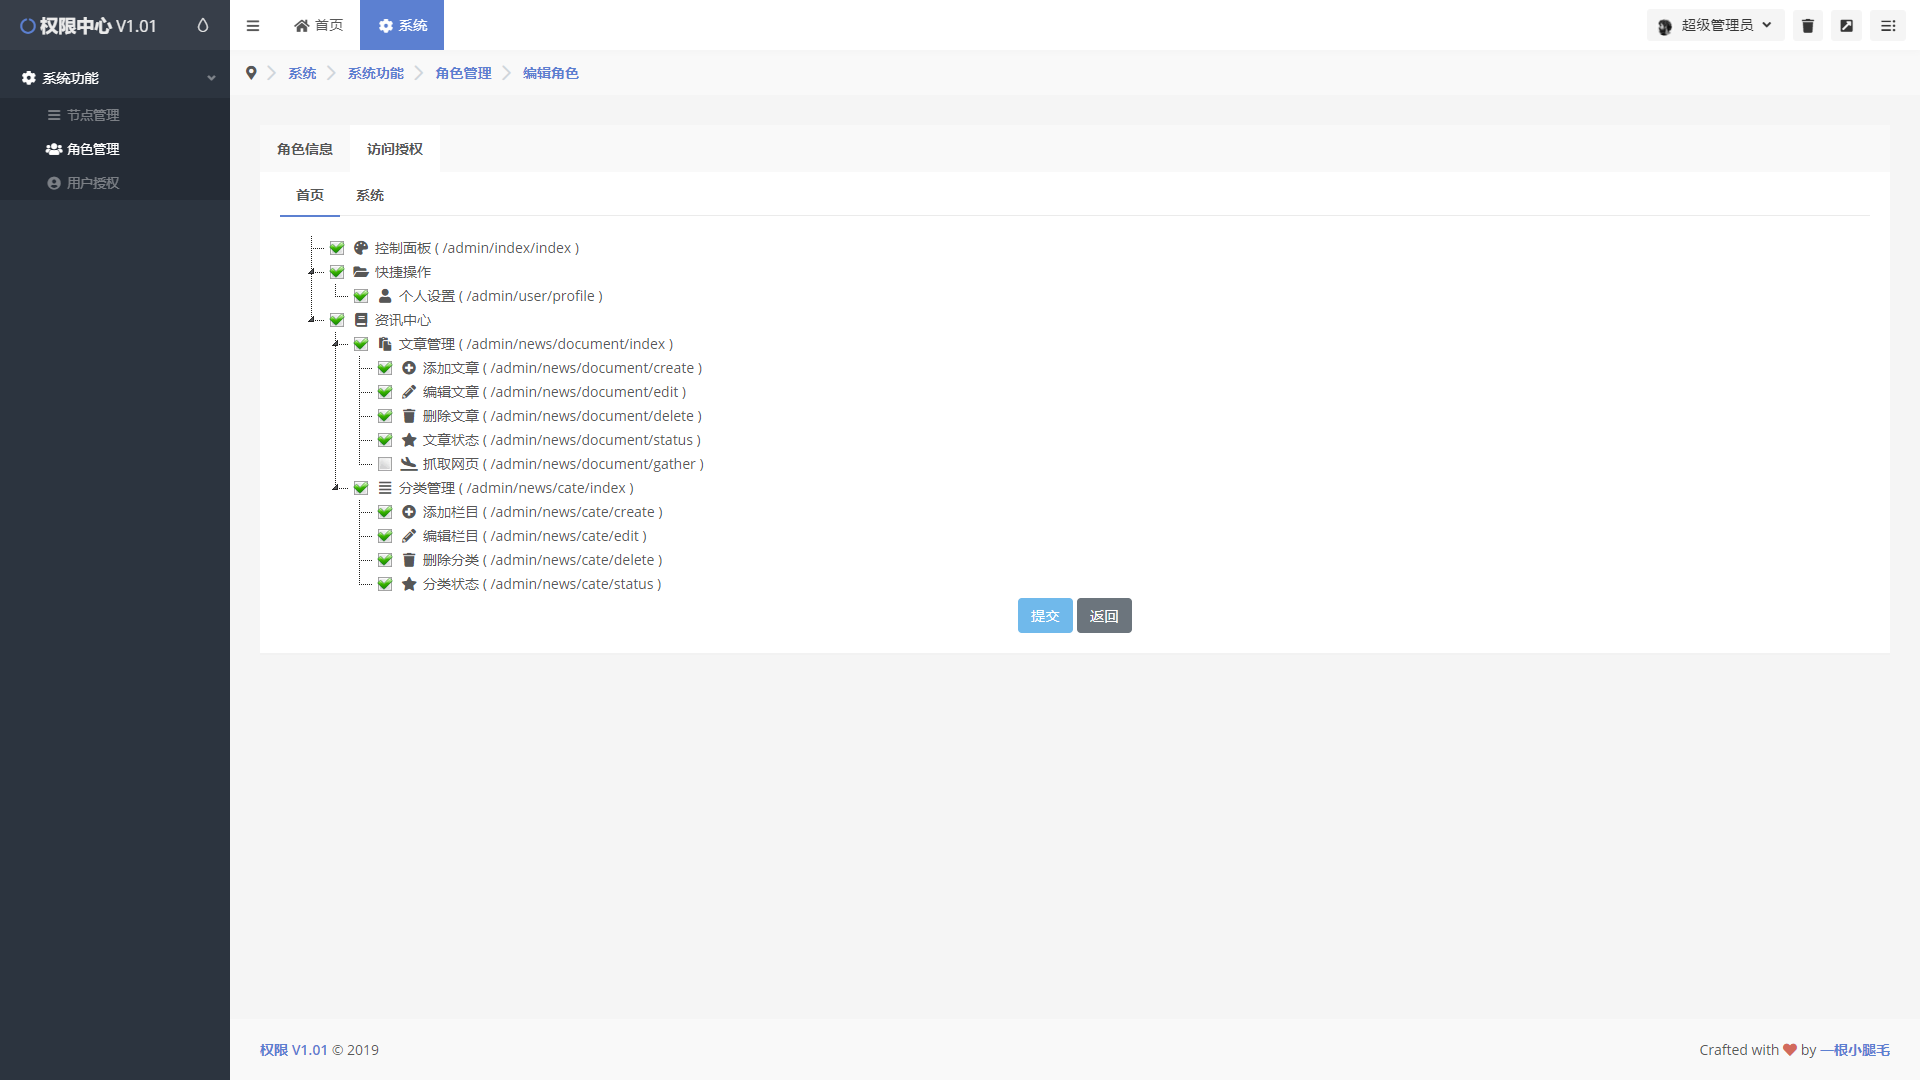 权限中心 V1.01
首页
系统
超级管理员
系统功能
节点管理
角色管理
用户授权
系统
系统功能
角色管理
编辑角色
角色信息
访问授权
首页
系统
控制面板 ( /admin/index/index )
快捷操作
个人设置 ( /admin/user/profile )
资讯中心
文章管理 ( /admin/news/document/index )
添加文章 ( /admin/news/document/create )
编辑文章 ( /admin/news/document/edit )
删除文章 ( /admin/news/document/delete )
文章状态 ( /admin/news/document/status )
抓取网页 ( /admin/news/document/gather )
分类管理 ( /admin/news/cate/index )
添加栏目 ( /admin/news/cate/create )
编辑栏目 ( /admin/news/cate/edit )
删除分类 ( /admin/news/cate/delete )
分类状态 ( /admin/news/cate/status )
提交
返回
权限 V1.01 © 2019
Crafted with ❤ by 一根小腿毛